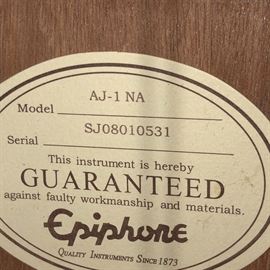 AJ-1 NA
Model
SJ08010531
Serial
This instrument is hereby
GUARANTEED
against faulty workmanship and materials.
Epiphone
QUALITY INSTRUMENTS SINCE 1873